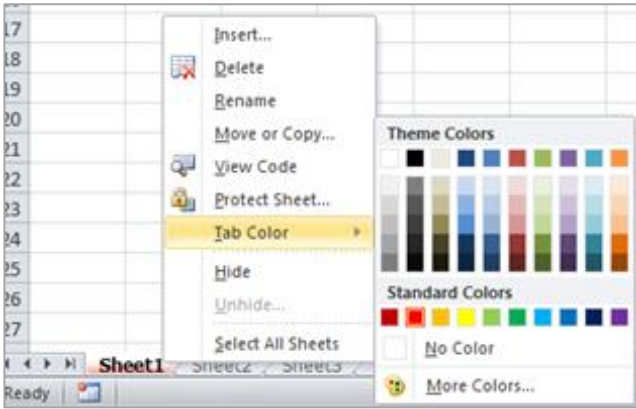 17
18
19
20
21
22
23
24
25
26
27
Insert...
Delete
Rename
Move or Copy...
View Code
Protect Sheet...
Tab Color
Hide
Unhide...
Select All Sheets
Theme Colors
Standard Colors
No Color
More Colors...
Sheet1 Sheet2 Sheet3
Ready